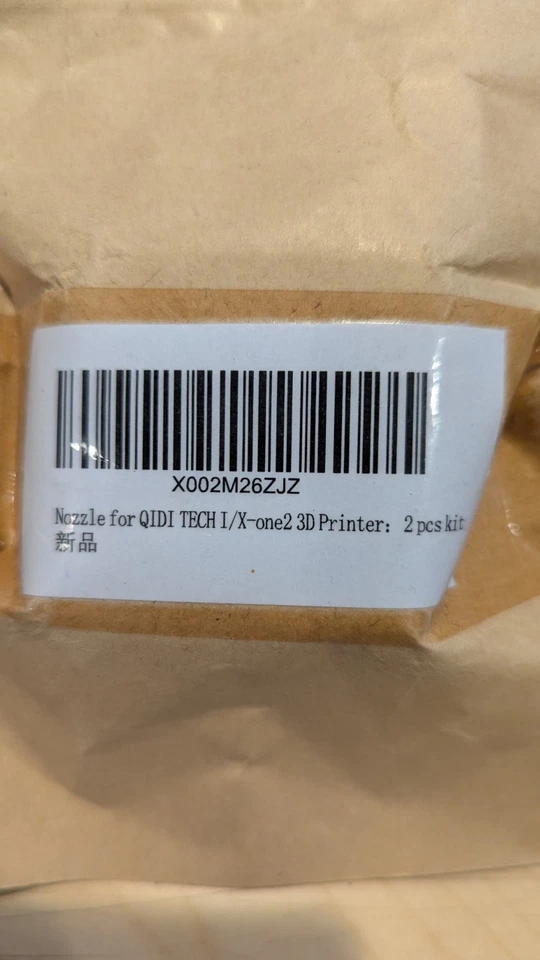 X002M26ZJZ
Nozzle for QIDI TECH I/X-one2 3D Printer: 2 pcs kit
新品